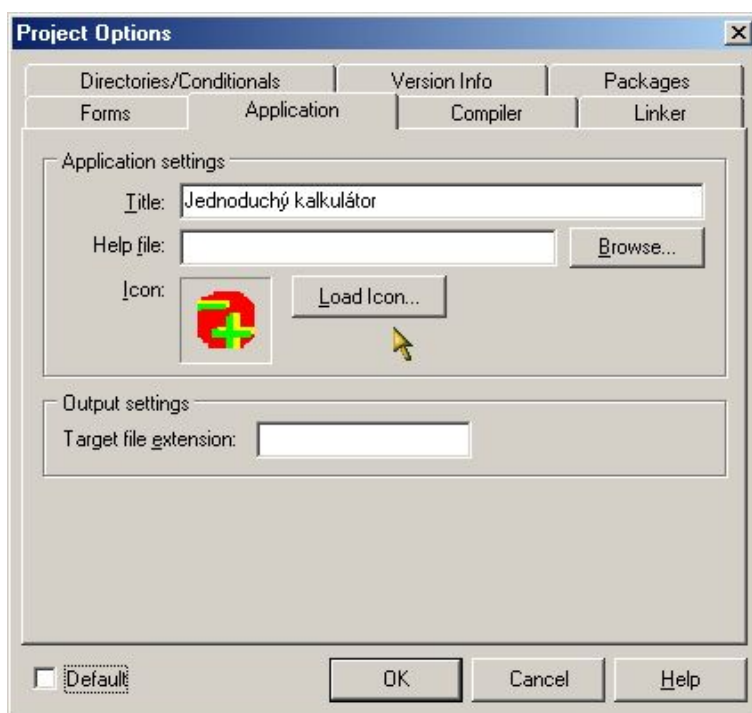 Project Options
Directories/Conditionals Version Info Packages
Forms Application Compiler Linker
Application settings
Title: Jednoduchý kalkulátor
Help file: Browse...
Icon: Load Icon...
Output settings
Target file extension:
Default OK Cancel Help